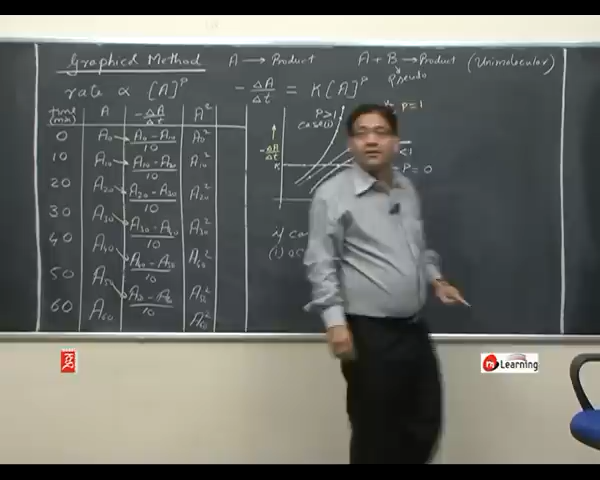 Graphical Method A → Product A + B → Product (Unimolecular)
Pseudo
rate ∝ [A]^P - ΔA/Δt = K[A]^P
time (min) A - ΔA/Δt A²
0 A₀ A₀ - A₁₀/10 A₀²
10 A₁₀ A₁₀ - A₂₀/10 A₁₀²
20 A₂₀ A₂₀ - A₃₀/10 A₂₀²
30 A₃₀ A₃₀ - A₄₀/10 A₃₀²
40 A₄₀ A₄₀ - A₅₀/10 A₄₀²
50 A₅₀ A₅₀ - A₆₀/10 A₅₀²
60 A₆₀ A₆₀²
P>1
case(i)
P=1
- ΔA/Δt
<1
K
P=0
if
(i)
Learning